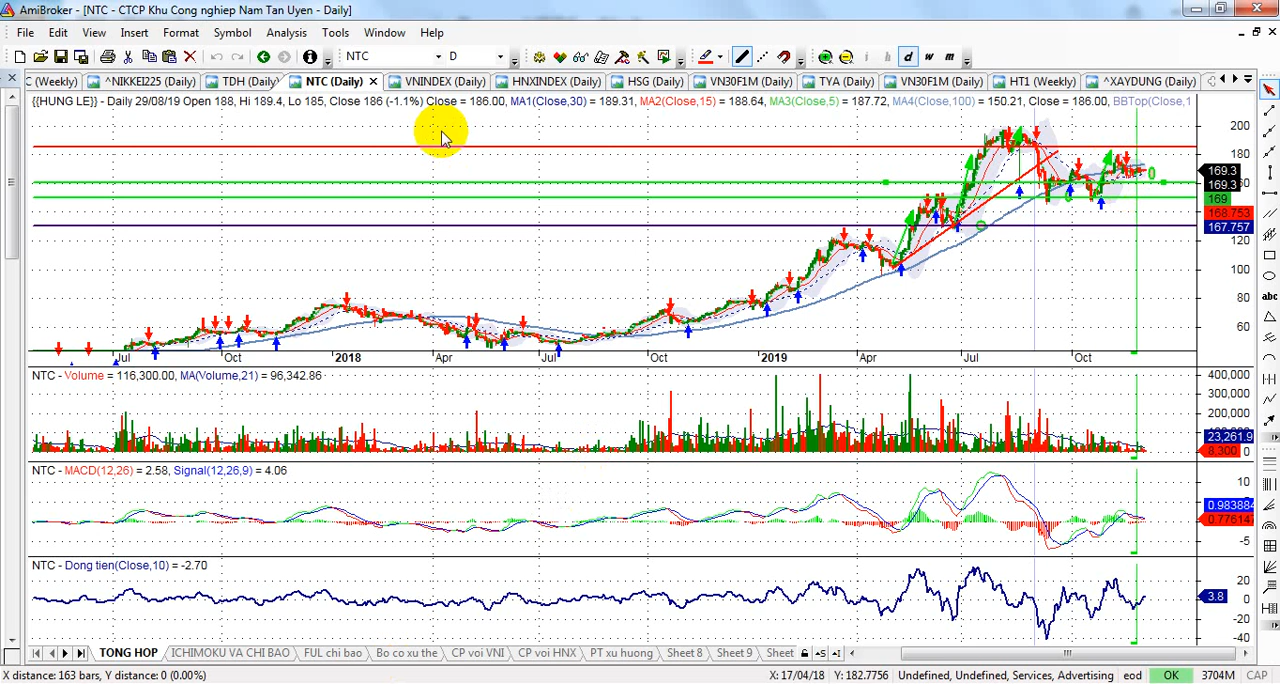 AmiBroker - [NTC - CTCP Khu Cong nghiep Nam Tan Uyen - Daily]
File Edit View Insert Format Symbol Analysis Tools Window Help
NTC D i h d w m
C (Weekly) ^NIKKE225 (Daily) TDH (Daily) NTC (Daily) VNINDEX (Daily) HNXINDEX (Daily) HSG (Daily) VN30F1M (Daily) TYA (Daily) VN30F1M (Daily) HT1 (Weekly) ^XAYDUNG (Daily)
{{HUNG LE}} - Daily 29/08/19 Open 188, Hi 189.4, Lo 185, Close 186 (-1.1%) Close = 186.00, MA1(Close,30) = 189.31, MA2(Close,15) = 188.64, MA3(Close,5) = 187.72, MA4(Close,100) = 150.21, Close = 186.00, BBTop(Close,1
200
180
169.3
169.3
160
169
168.753
167.757
120
100
80
60
abc
Jul Oct 2018 Apr Jul Oct 2019 Apr Jul Oct
NTC - Volume = 116,300.00, MA(Volume,21) = 96,342.86
400,000
300,000
200,000
23,261.9
8,300
0
NTC - MACD(12,26) = 2.58, Signal(12,26,9) = 4.06
10
0.983884
0.776147
-5
NTC - Dong tien(Close,10) = -2.70
20
3.8
0
-20
-40
TONG HOP ICHIMOKU VA CHI BAO FUL chi bao Bo co xu the CP voi VNI CP voi HNX PT xu huong Sheet 8 Sheet 9 Sheet
X distance: 163 bars, Y distance: 0 (0.00%) X: 17/04/18 Y: 182.7756 Undefined, Undefined, Services, Advertising eod OK 3704M CAP